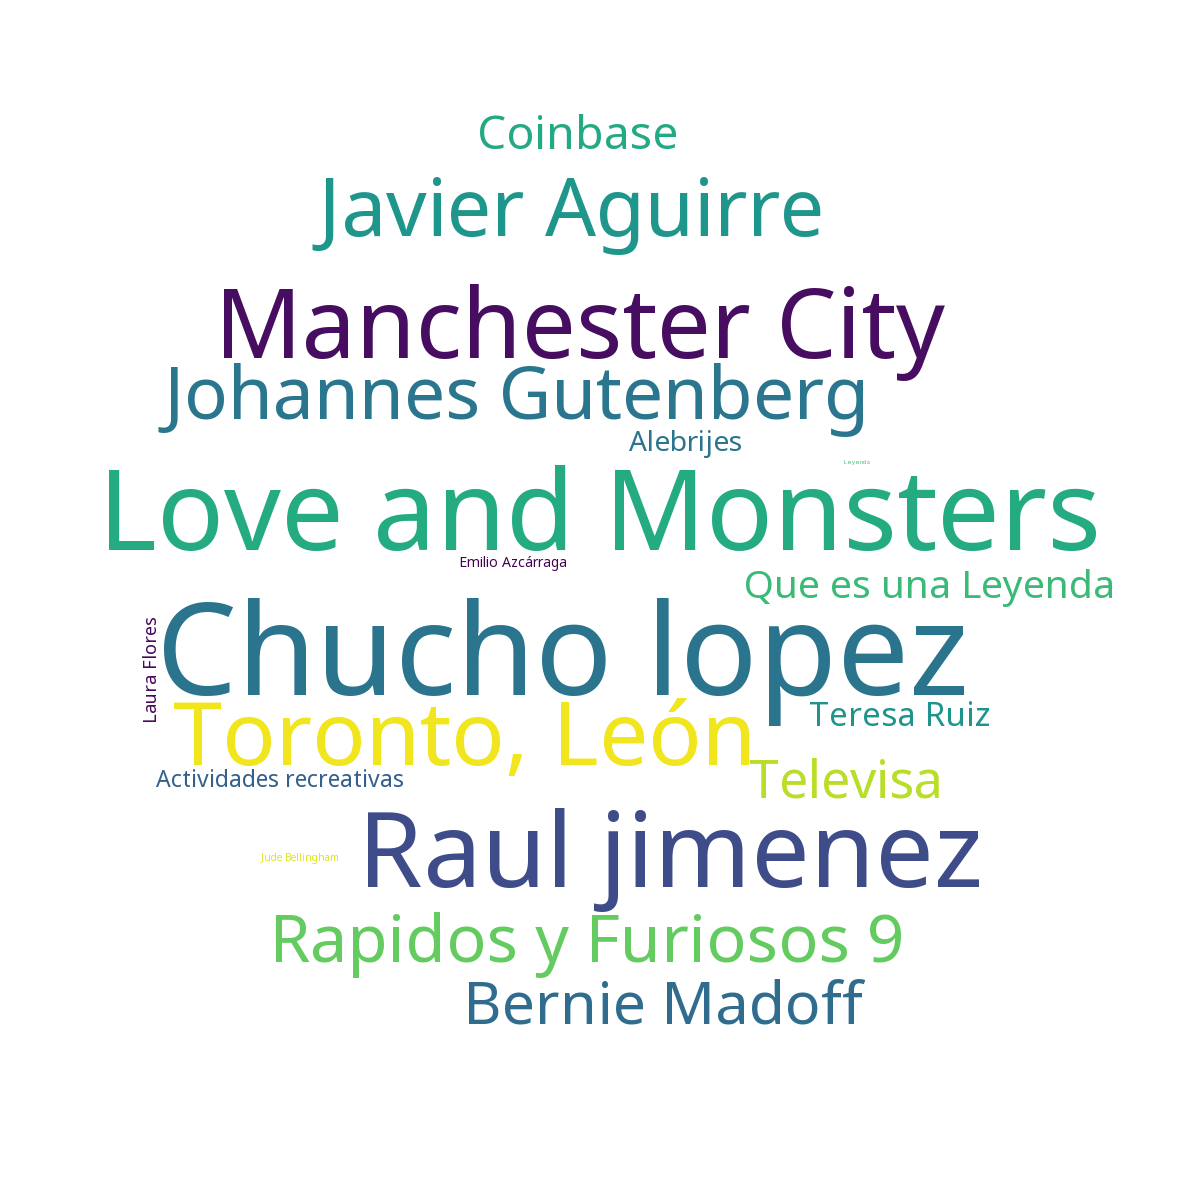 Coinbase
Javier Aguirre
Manchester City
Johannes Gutenberg
Alebrijes
Leyenda
Love and Monsters
Emilio Azcárraga
Que es una Leyenda
Chucho lopez
Laura Flores
Toronto, León
Teresa Ruiz
Actividades recreativas
Televisa
Raul jimenez
Jude Bellingham
Rapidos y Furiosos 9
Bernie Madoff